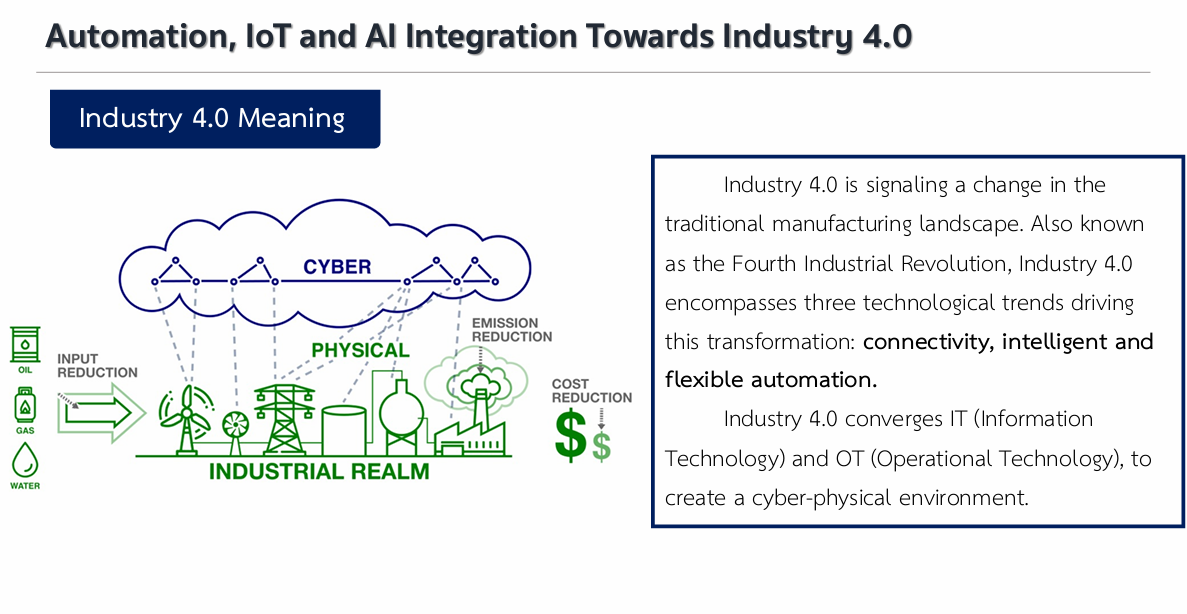 Automation, IoT and AI Integration Towards Industry 4.0
Industry 4.0 Meaning
CYBER
PHYSICAL
EMISSION
REDUCTION
OIL
GAS
WATER
INPUT
REDUCTION
COST
REDUCTION
$ $
INDUSTRIAL REALM
Industry 4.0 is signaling a change in the
traditional manufacturing landscape. Also known
as the Fourth Industrial Revolution, Industry 4.0
encompasses three technological trends driving
this transformation: connectivity, intelligent and
flexible automation.
Industry 4.0 converges IT (Information
Technology) and OT (Operational Technology), to
create a cyber-physical environment.